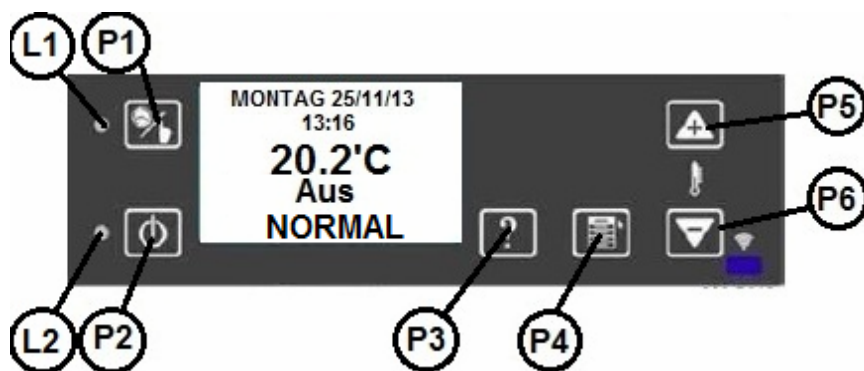 L1
P1
MONTAG 25/11/13
13:16
20.2'C
Aus
NORMAL
?
P5
P6
L2
P2
P3
P4